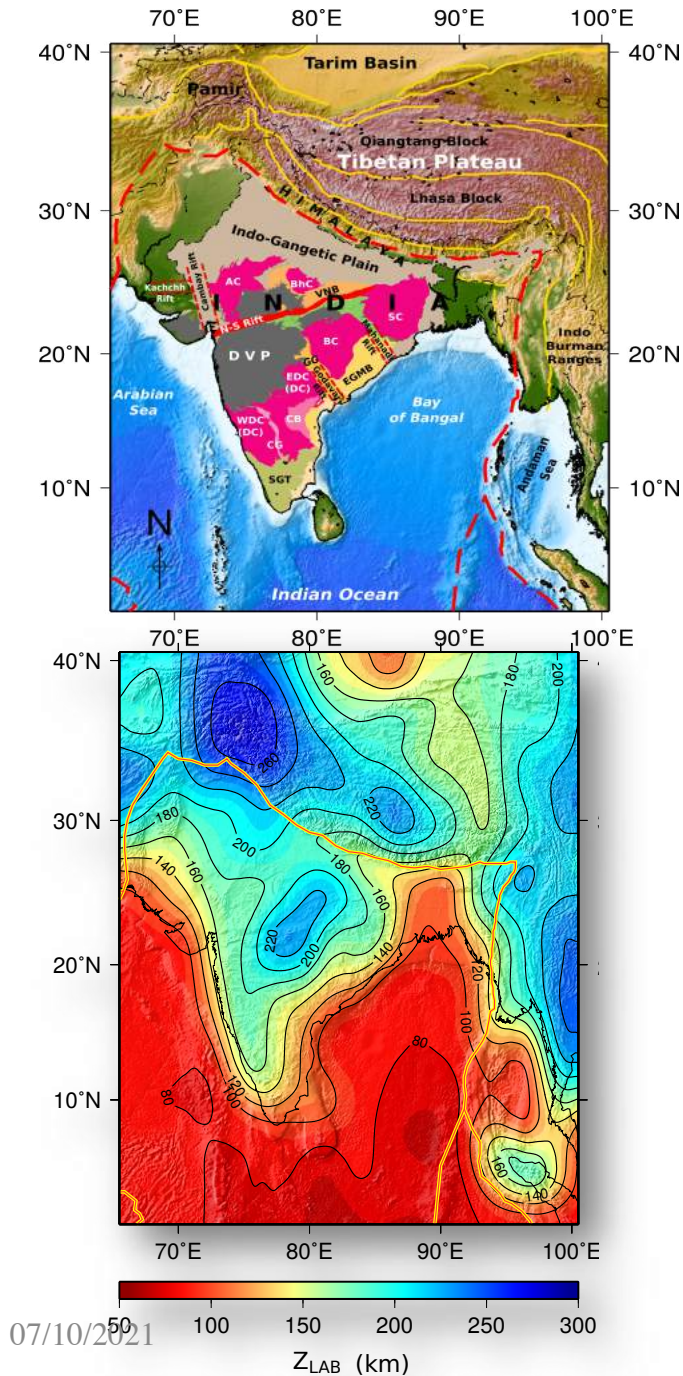 70°E 80°E 90°E 100°E
40°N 40°N
Tarim Basin
Pamir
Qiangtang Block
Tibetan Plateau
Lhasa Block
30°N 30°N
HIMALAYA
Indo-Gangetic Plain
Cambay Rift
Kachchh
Rift
AC
BhC
VNB
I N D I A
SC
N-S Rift
20°N 20°N
Mahanadi
Rift
Indo
Burman
Ranges
DVP
BC
GG
Godavari
EGMB
EDC
(DC)
Arabian
Sea
Bay
of Bangal
WDC
(DC)
CB
CG
Andaman
Sea
SGT
10°N 10°N
N
Indian Ocean
70°E 80°E 90°E 100°E
40°N
160
180
200
260
220
30°N
180
200
140
160
180
160
220
200
140
20°N
120
100
80
120
100
80
10°N
160
140
70°E 80°E 90°E 100°E
50 100 150 200 250 300
07/10/2021
Z_LAB (km)